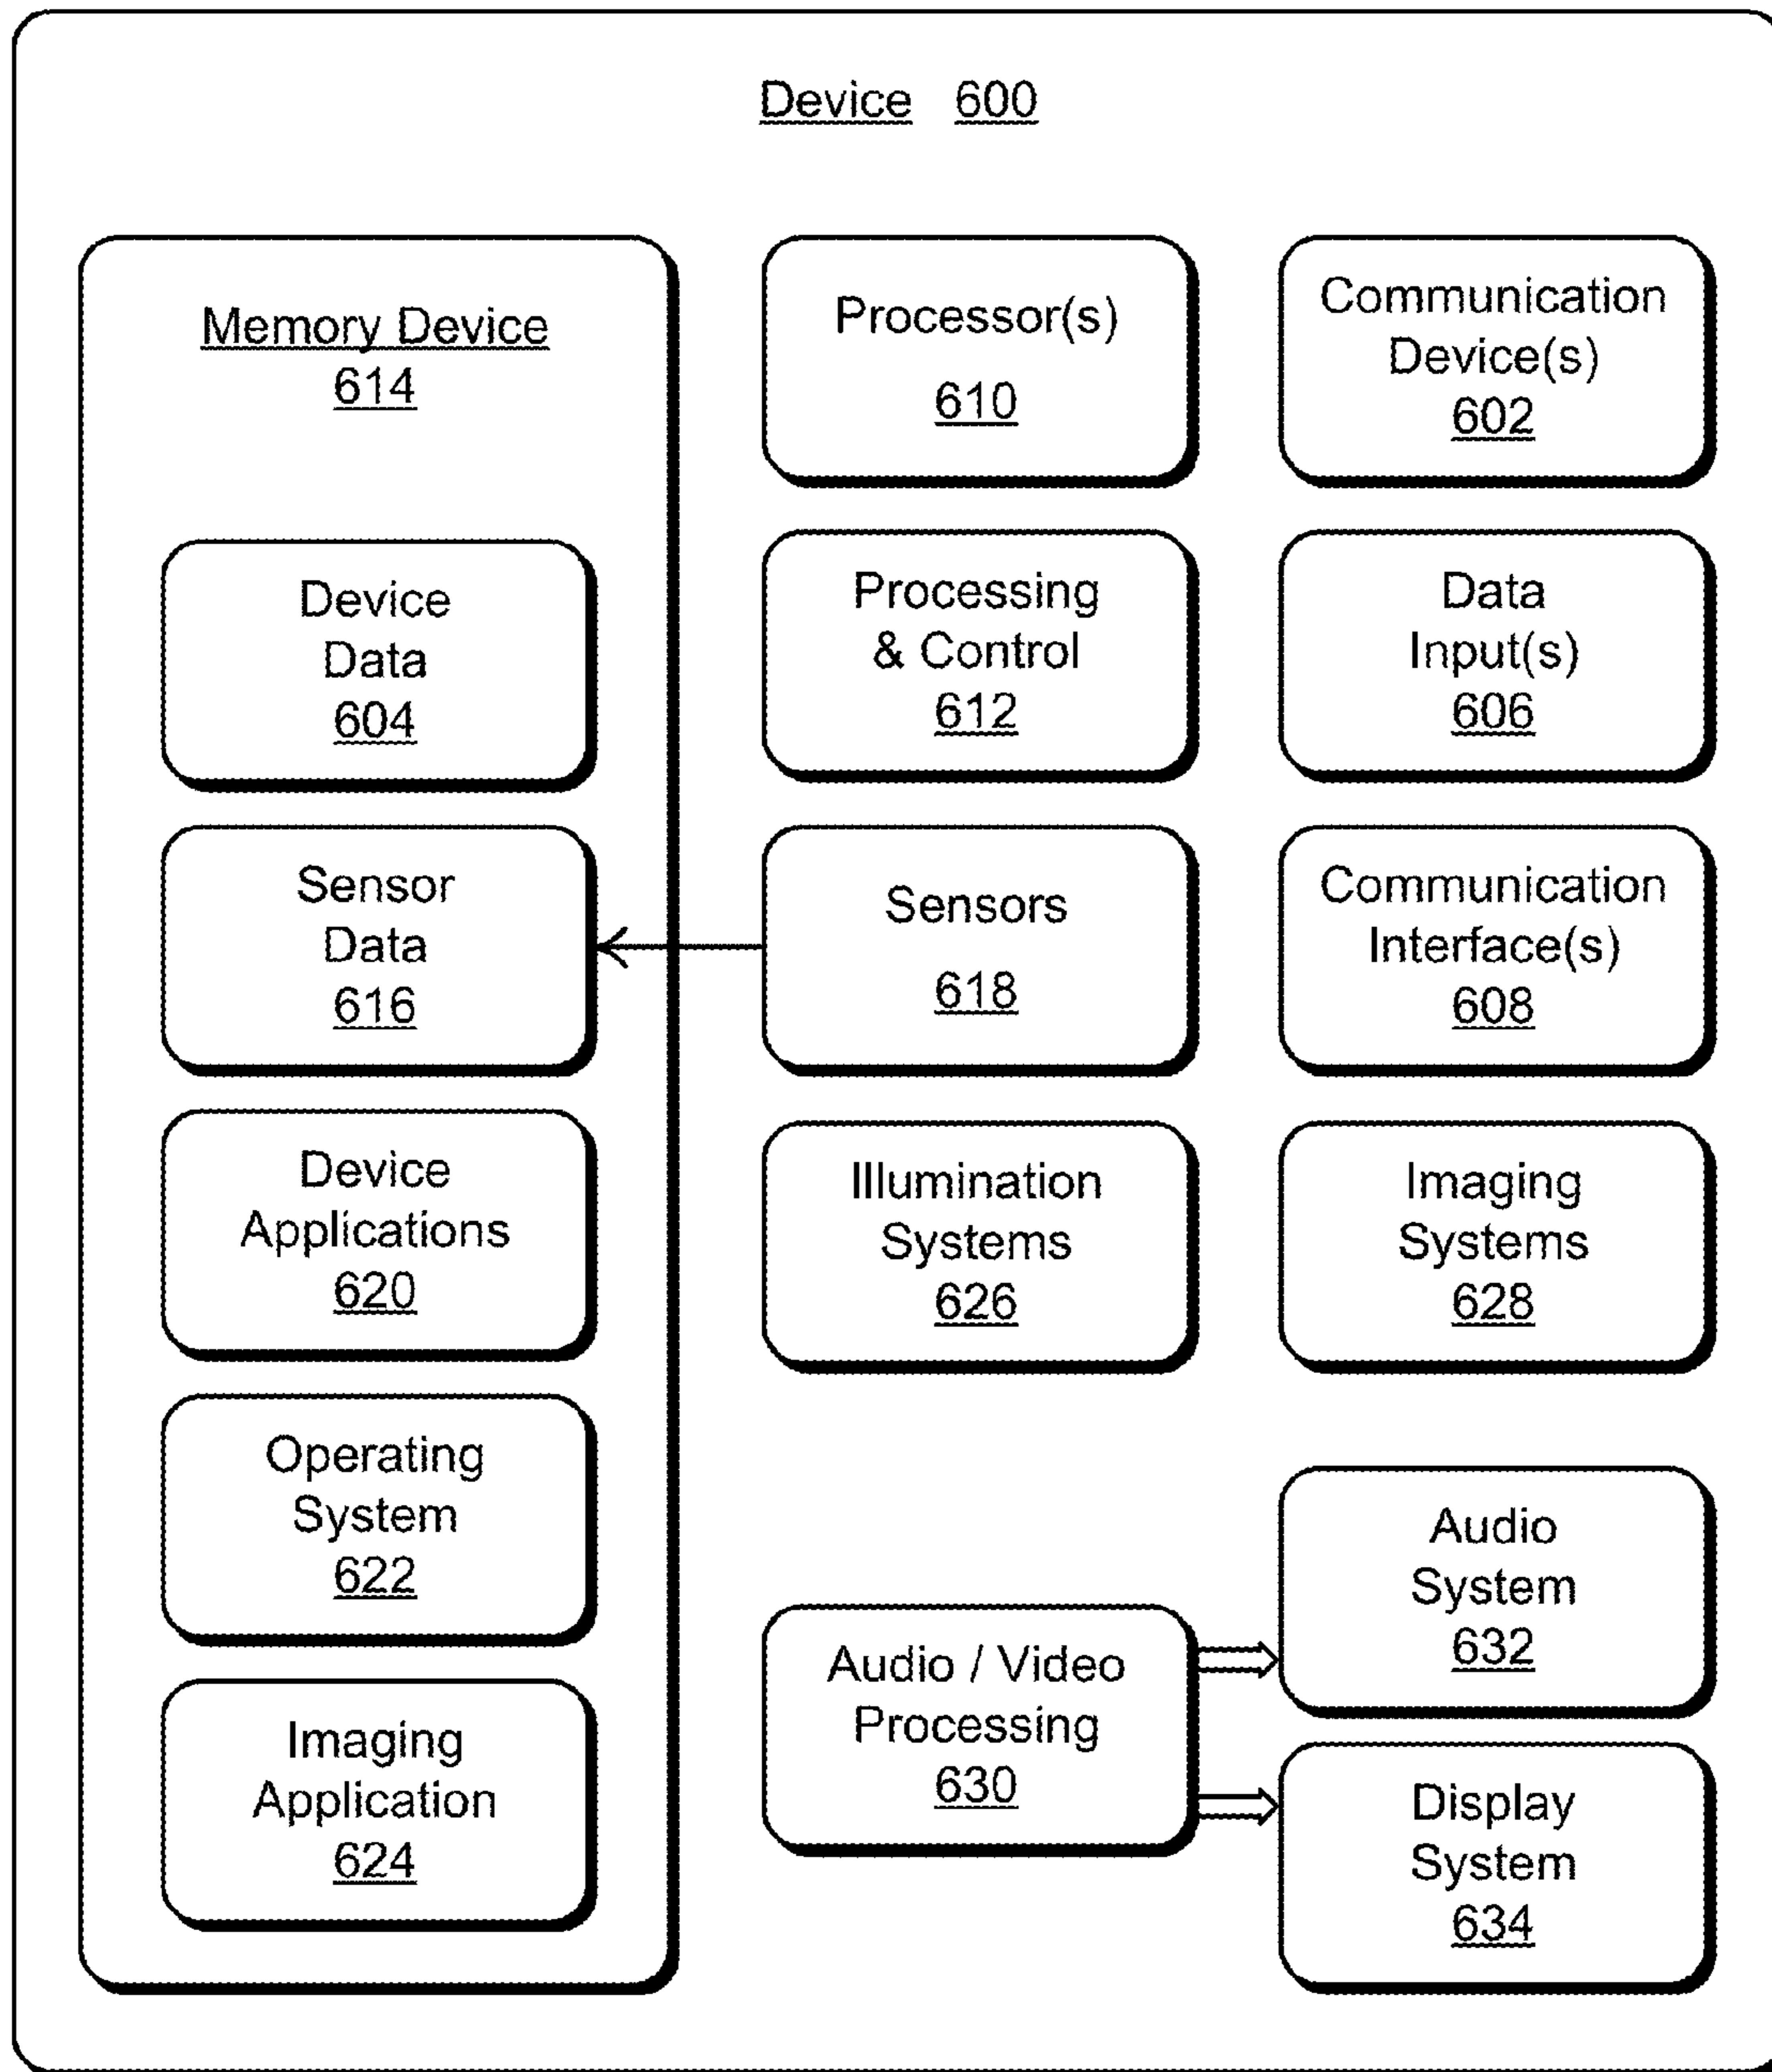 Device 600
Memory Device
614
Device
Data
604
Sensor
Data
616
Device
Applications
620
Operating
System
622
Imaging
Application
624
Processor(s)
610
Processing
& Control
612
Sensors
618
Illumination
Systems
626
Audio / Video
Processing
630
Communication
Device(s)
602
Data
Input(s)
606
Communication
Interface(s)
608
Imaging
Systems
628
Audio
System
632
Display
System
634